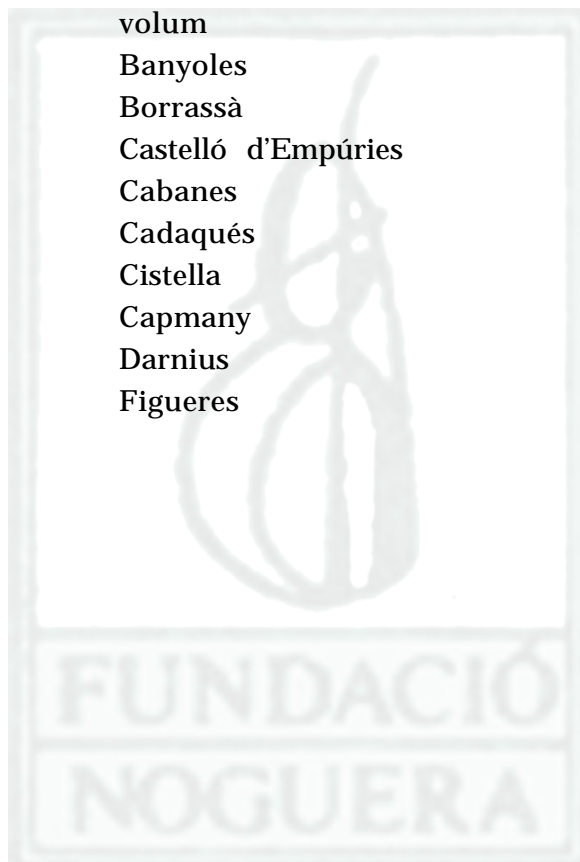 volum
Banyoles
Borrassà
Castelló d'Empúries
Cabanes
Cadaqués
Cistella
Capmany
Darnius
Figueres
FUNDACIÓ
NOGUERA